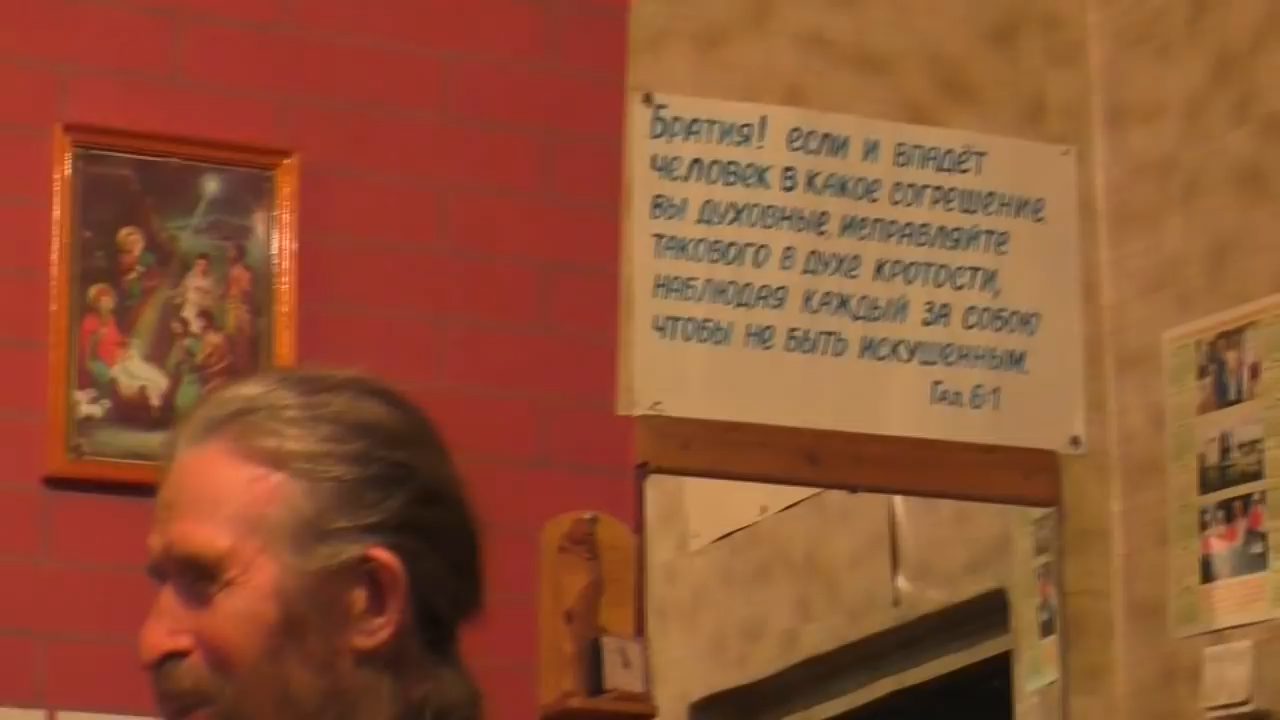 Братия! если и впадёт
человек в какое согрешение
вы духовные, исправляйте
такового в духе кротости,
наблюдая каждый за собою
чтобы не быть искушенным.
Гал. 6:1